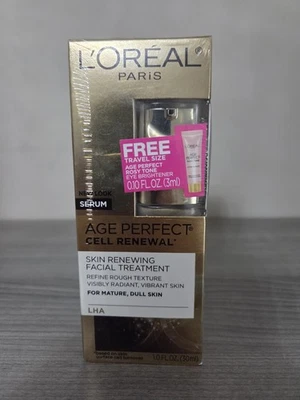 L'ORÉAL
PARIS
FREE
TRAVEL SIZE
AGE PERFECT
ROSY TONE
EYE BRIGHTENER
0.10 FL. OZ. (3ml)
LOOK
SERUM
AGE PERFECT®
CELL RENEWAL*
SKIN RENEWING
FACIAL TREATMENT
REFINE ROUGH TEXTURE
VISIBLY RADIANT, VIBRANT SKIN
FOR MATURE, DULL SKIN
LHA